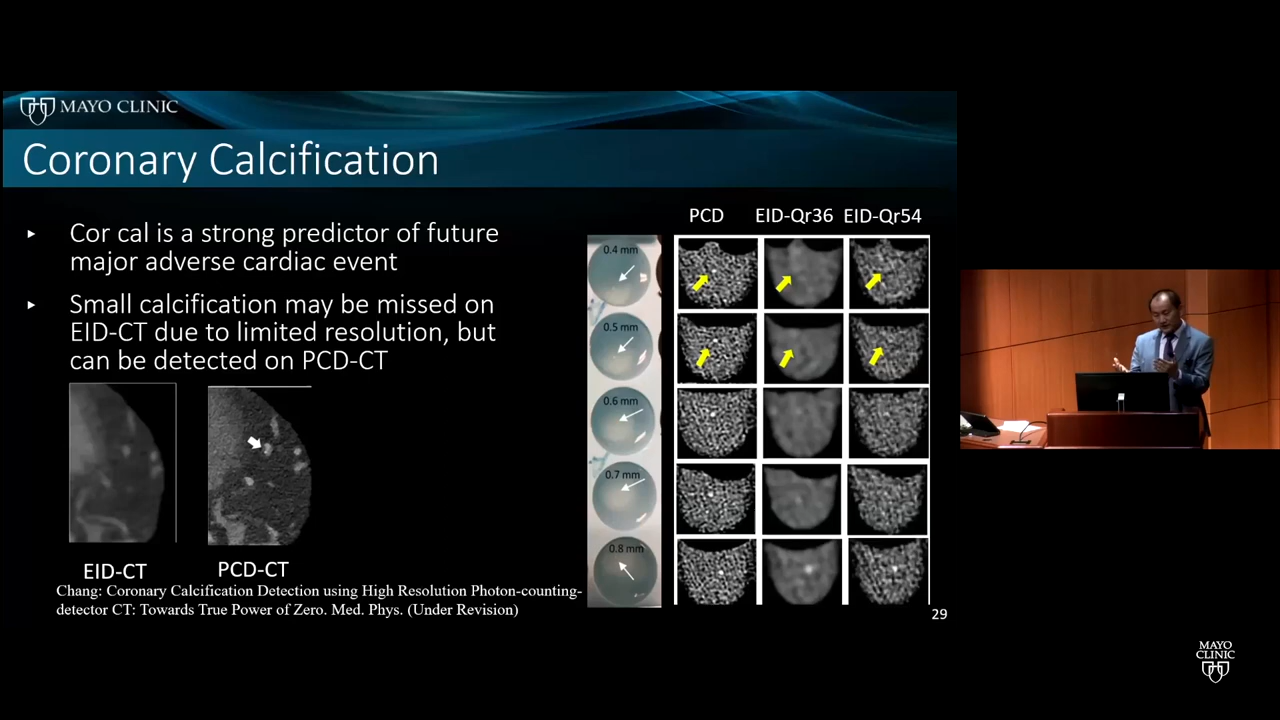 MAYO CLINIC
Coronary Calcification
Cor cal is a strong predictor of future
major adverse cardiac event
Small calcification may be missed on
EID-CT due to limited resolution, but
can be detected on PCD-CT
EID-CT
PCD-CT
Chang: Coronary Calcification Detection using High Resolution Photon-counting-
detector CT: Towards True Power of Zero. Med. Phys. (Under Revision)
PCD EID-Qr36 EID-Qr54
0.4 mm
0.5 mm
0.6 mm
0.7 mm
0.8 mm
29
MAYO
CLINIC